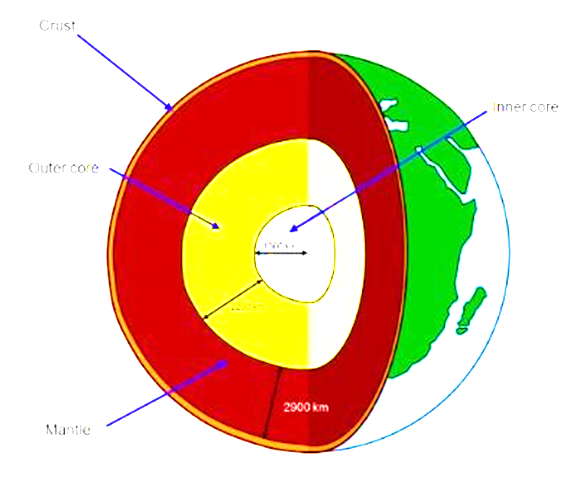 Crust
Inner core
Outer core
2900 km
Mantle